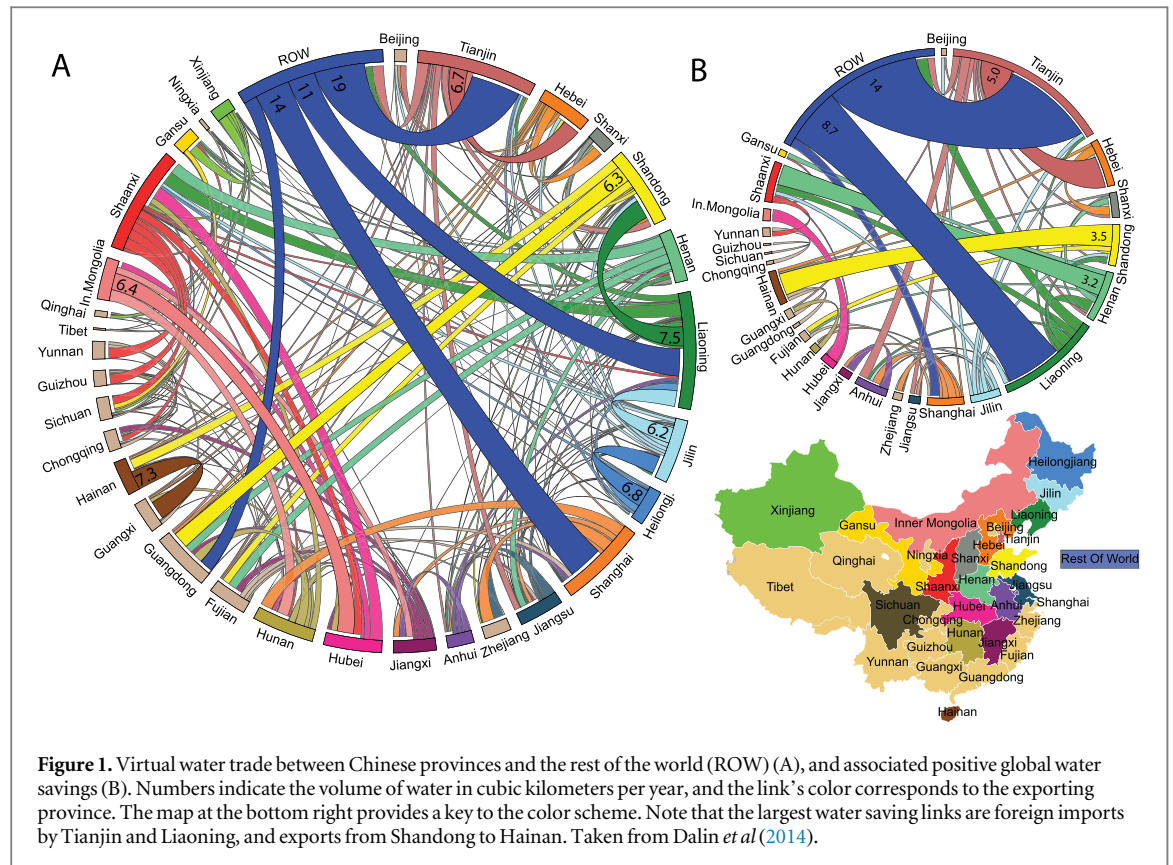 A
ROW
Beijing
Tianjin
Hebei
Shanxi
Shandong
Henan
Liaoning
Jilin
Heilongj.
Shanghai
Jiangsu
Zhejiang
Anhui
Jiangxi
Hubei
Hunan
Fujian
Guangdong
Guangxi
Hainan
Chongqing
Sichuan
Guizhou
Yunnan
Tibet
Qinghai
In.Mongolia
Shaanxi
Gansu
Ningxia
Xinjiang
14
11
19
6.7
6.3
7.5
6.2
6.8
7.3
6.4
B
ROW
Beijing
Tianjin
Hebei
Shanxi
Shandong
Henan
Liaoning
Jilin
Shanghai
Jiangsu
Zhejiang
Anhui
Jiangxi
Hubei
Hunan
Fujian
Guangdong
Guangxi
Hainan
Chongqing
Sichuan
Guizhou
Yunnan
In.Mongolia
Shaanxi
Gansu
14
8.7
5.0
3.5
3.2
Heilongjiang
Jilin
Xinjiang
Liaoning
Gansu
Inner Mongolia
Beijing
Tianjin
Hebei
Qinghai
Ningxia
Shanxi
Shandong
Rest Of World
Henan
Tibet
Shaanxi
Jiangsu
Sichuan
Hubei
Anhui
Shanghai
Chongqing
Zhejiang
Hunan
Jiangxi
Guizhou
Fujian
Yunnan
Guangxi
Guangdong
Hainan
Figure 1. Virtual water trade between Chinese provinces and the rest of the world (ROW) (A), and associated positive global water
savings (B). Numbers indicate the volume of water in cubic kilometers per year, and the link's color corresponds to the exporting
province. The map at the bottom right provides a key to the color scheme. Note that the largest water saving links are foreign imports
by Tianjin and Liaoning, and exports from Shandong to Hainan. Taken from Dalin et al (2014).